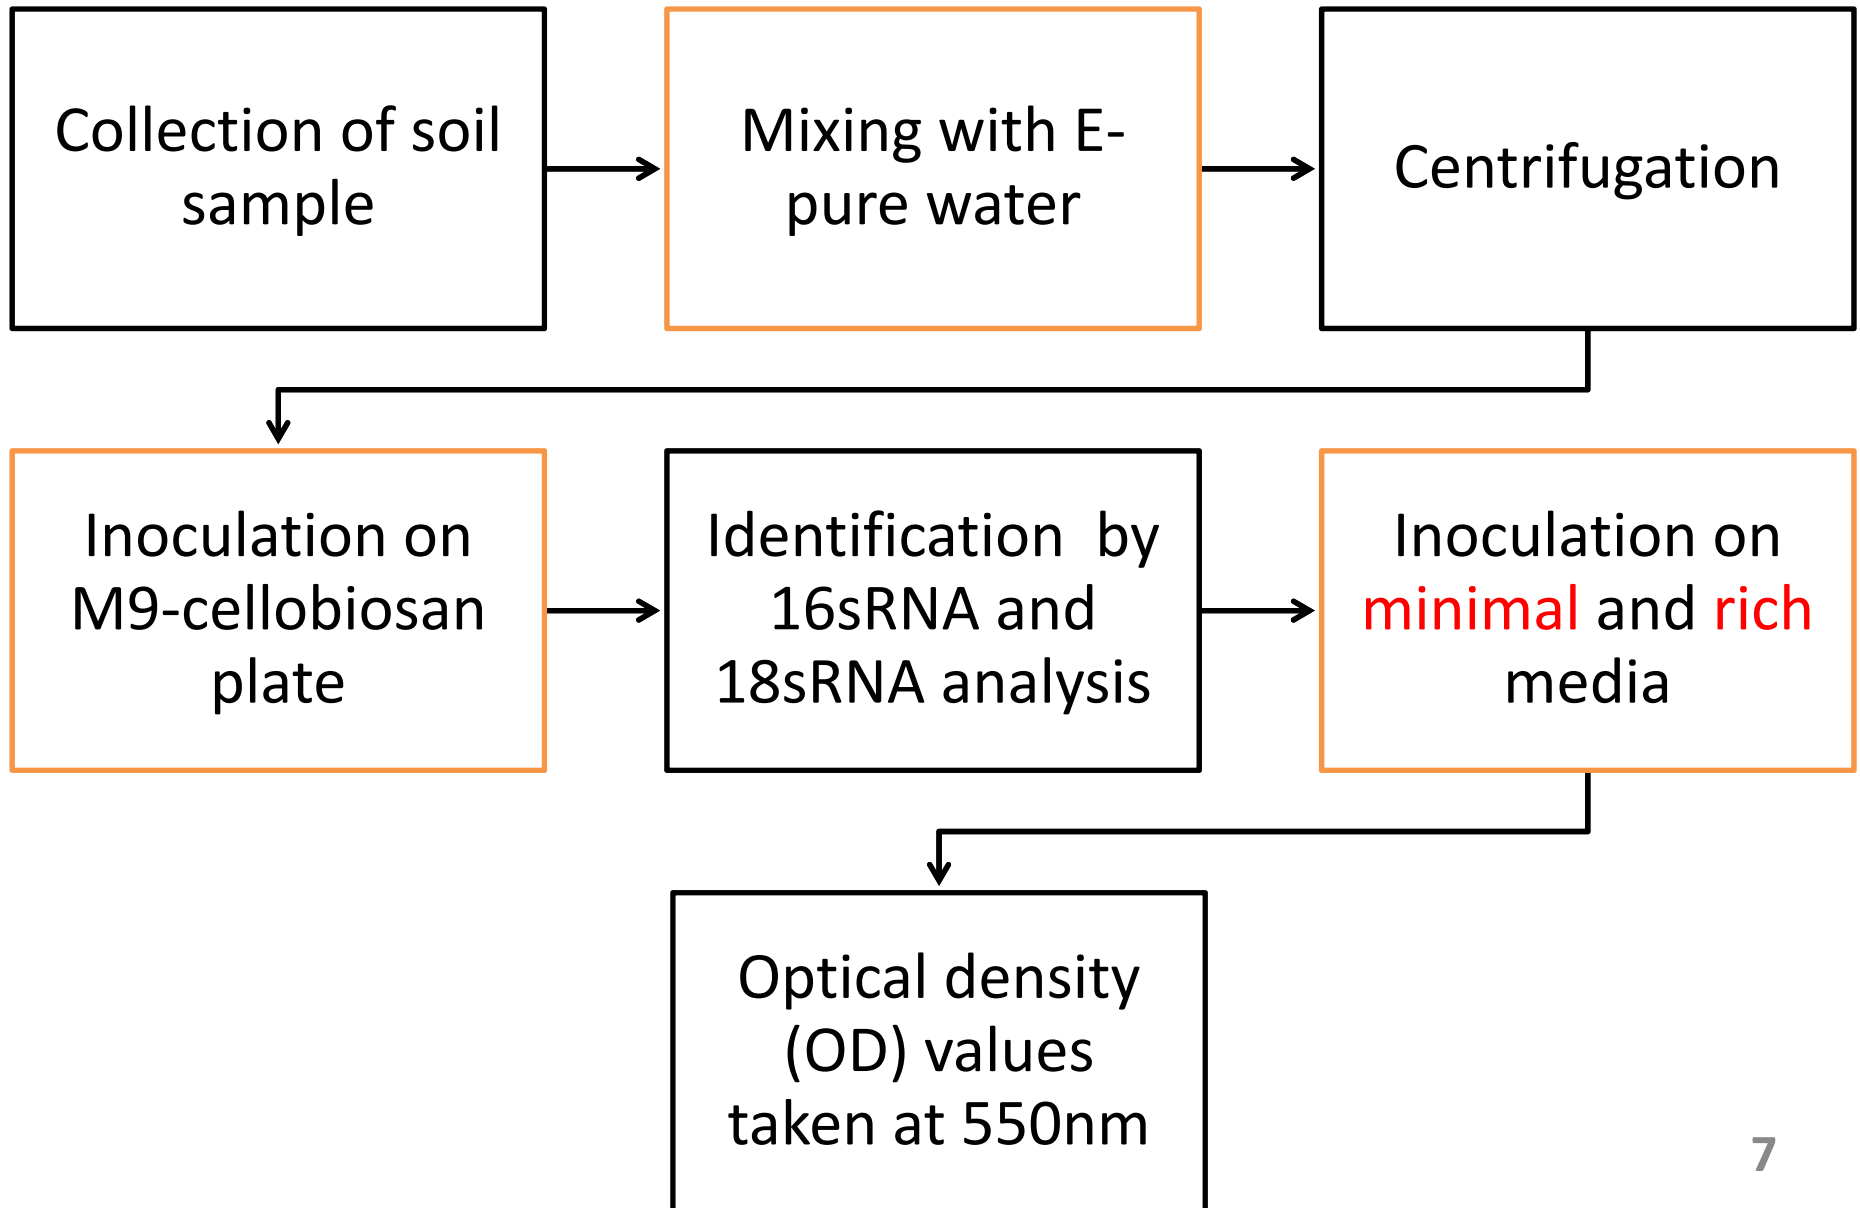 Collection of soil
sample
Mixing with E-
pure water
Centrifugation
Inoculation on
M9-cellobiosan
plate
Identification  by
16sRNA and
18sRNA analysis
Inoculation on
minimal and rich
media
Optical density
(OD) values
taken at 550nm
7